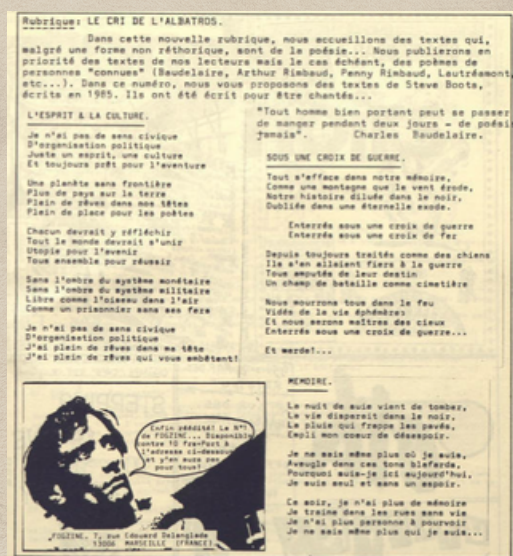 Rubrique: LE CRI DE L'ALBATROS.
Dans cette nouvelle rubrique, nous accueillons des textes qui,
malgré une forme non réthorique, sont de la poésie... Nous publierons en
priorité des textes de nos lecteurs mais le cas échéant, des poèmes de
personnes "connues" (Baudelaire, Arthur Rimbaud, Penny Rimbaud, Lautréamont,
etc...). Dans ce numéro, nous vous proposons des textes de Steve Boots,
écrits en 1985. Ils ont été écrit pour être chantés...
L'ESPRIT & LA CULTURE.
Je n'ai pas de sens civique
D'organisation politique
Juste un esprit, une culture
Et toujours prêt pour l'aventure
Une planète sans frontière
Plus de pays sur la terre
Plein de rêves dans nos têtes
Plein de place pour les poètes
Chacun devrait y réfléchir
Tout le monde devrait s'unir
Utopie pour l'avenir
Tous ensemble pour réussir
Sans l'ombre du système monétaire
Sans l'ombre du système militaire
Libre comme l'oiseau dans l'air
Comme un prisonnier sans ses fers
Je n'ai pas de sens civique
D'organisation politique
J'ai plein de rêves dans ma tête
J'ai plein de rêves qui vous embêtent!
"Tout homme bien portant peut se passer
de manger pendant deux jours - de poésie
jamais". Charles Baudelaire.
SOUS UNE CROIX DE GUERRE.
Tout s'efface dans notre mémoire,
Comme une montagne que le vent érode,
Notre histoire diluée dans le noir,
Oubliée dans une éternelle exode.
Enterrés sous une croix de guerre
Enterrés sous une croix de fer
Depuis toujours traités comme des chiens
Ils s'en allaient fiers à la guerre
Tous amputés de leur destin
Un champ de bataille comme cimetière
Nous mourrons tous dans le feu
Vidés de la vie éphémère
Et nous serons maîtres des cieux
Enterrés sous une croix de guerre...
Et merde!...
MEMOIRE.
La nuit de suie vient de tomber,
La vie disparait dans le noir,
La pluie qui frappe les pavés,
Empli mon coeur de désespoir.
Je ne sais même plus où je suis,
Aveugle dans ces tons blafards,
Pourquoi suis-je ici aujourd'hui,
Je suis seul et sans un espoir.
Ce soir, je n'ai plus de mémoire
Je traine dans les rues sans vie
Je n'ai plus personne à pourvoir
Je ne sais même plus qui je suis...
Enfin réédité! Le N°1
de FOGZINE... Disponible
contre 10 fr+Port à
l'adresse ci-dessous
et y'en aura pas
pour tous!
FOGZINE, 7, rue Edouard Delanglade
13006 MARSEILLE (FRANCE).